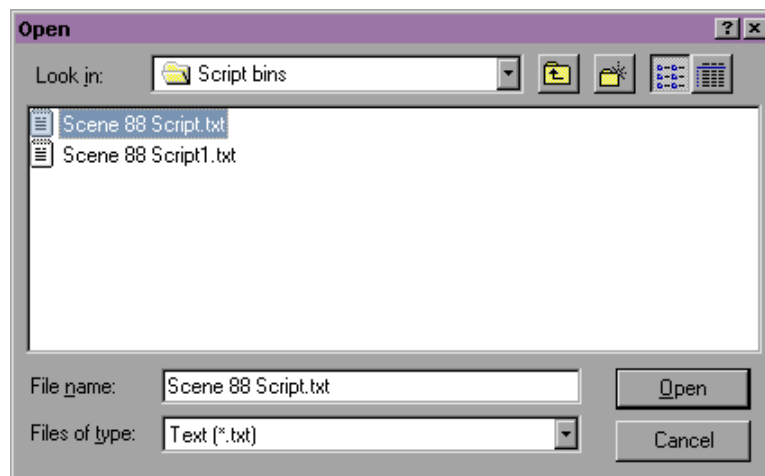 Open
Look in: Script bins
Scene 88 Script.txt
Scene 88 Script1.txt
File name: Scene 88 Script.txt Open
Files of type: Text (*.txt) Cancel